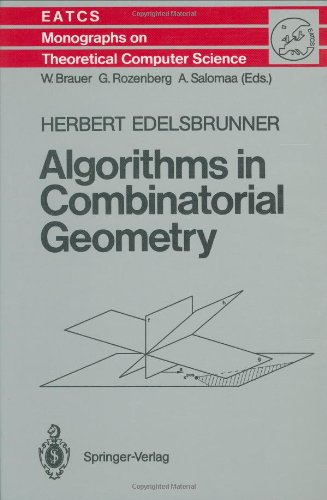 EATCS
Monographs on
Theoretical Computer Science
W. Brauer G. Rozenberg A. Salomaa (Eds.)
HERBERT EDELSBRUNNER
Algorithms in
Combinatorial
Geometry
Springer-Verlag